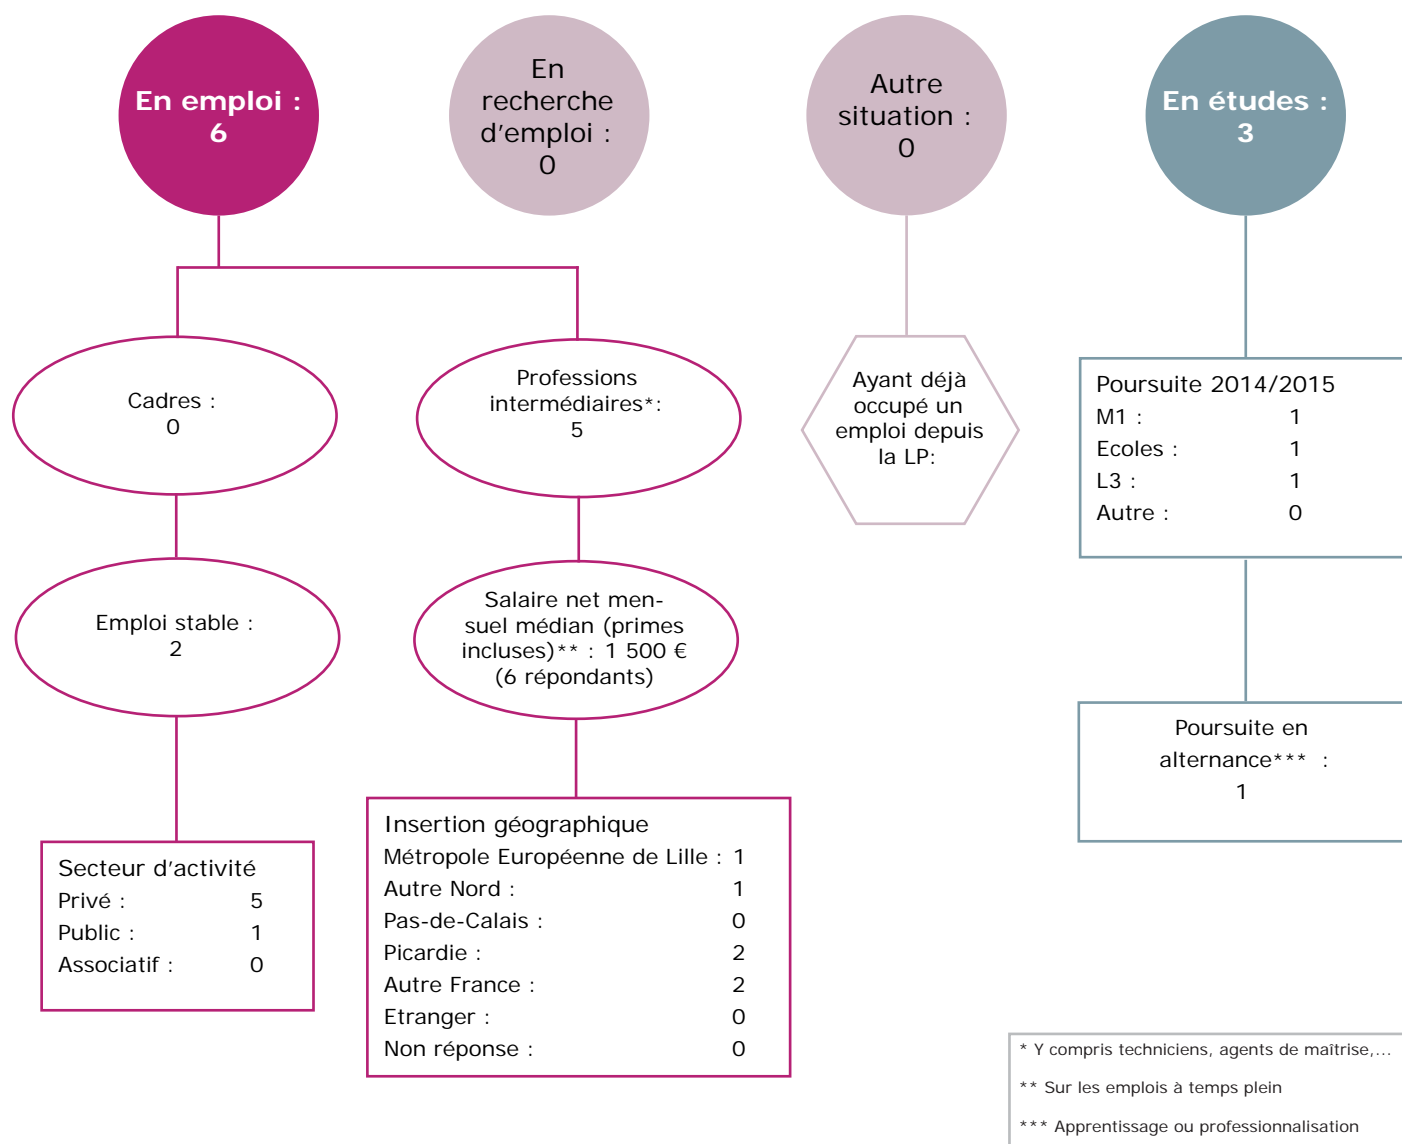 En emploi :
6
En
recherche
d'emploi :
0
Autre
situation :
0
En études :
3
Cadres :
0
Professions
intermédiaires*:
5
Ayant déjà
occupé un
emploi depuis
la LP:
Poursuite 2014/2015
M1 : 1
Ecoles : 1
L3 : 1
Autre : 0
Emploi stable :
2
Salaire net men-
suel médian (primes
incluses)** : 1 500 €
(6 répondants)
Poursuite en
alternance*** :
1
Secteur d'activité
Privé : 5
Public : 1
Associatif : 0
Insertion géographique
Métropole Européenne de Lille : 1
Autre Nord : 1
Pas-de-Calais : 0
Picardie : 2
Autre France : 2
Etranger : 0
Non réponse : 0
* Y compris techniciens, agents de maîtrise,...
** Sur les emplois à temps plein
*** Apprentissage ou professionnalisation